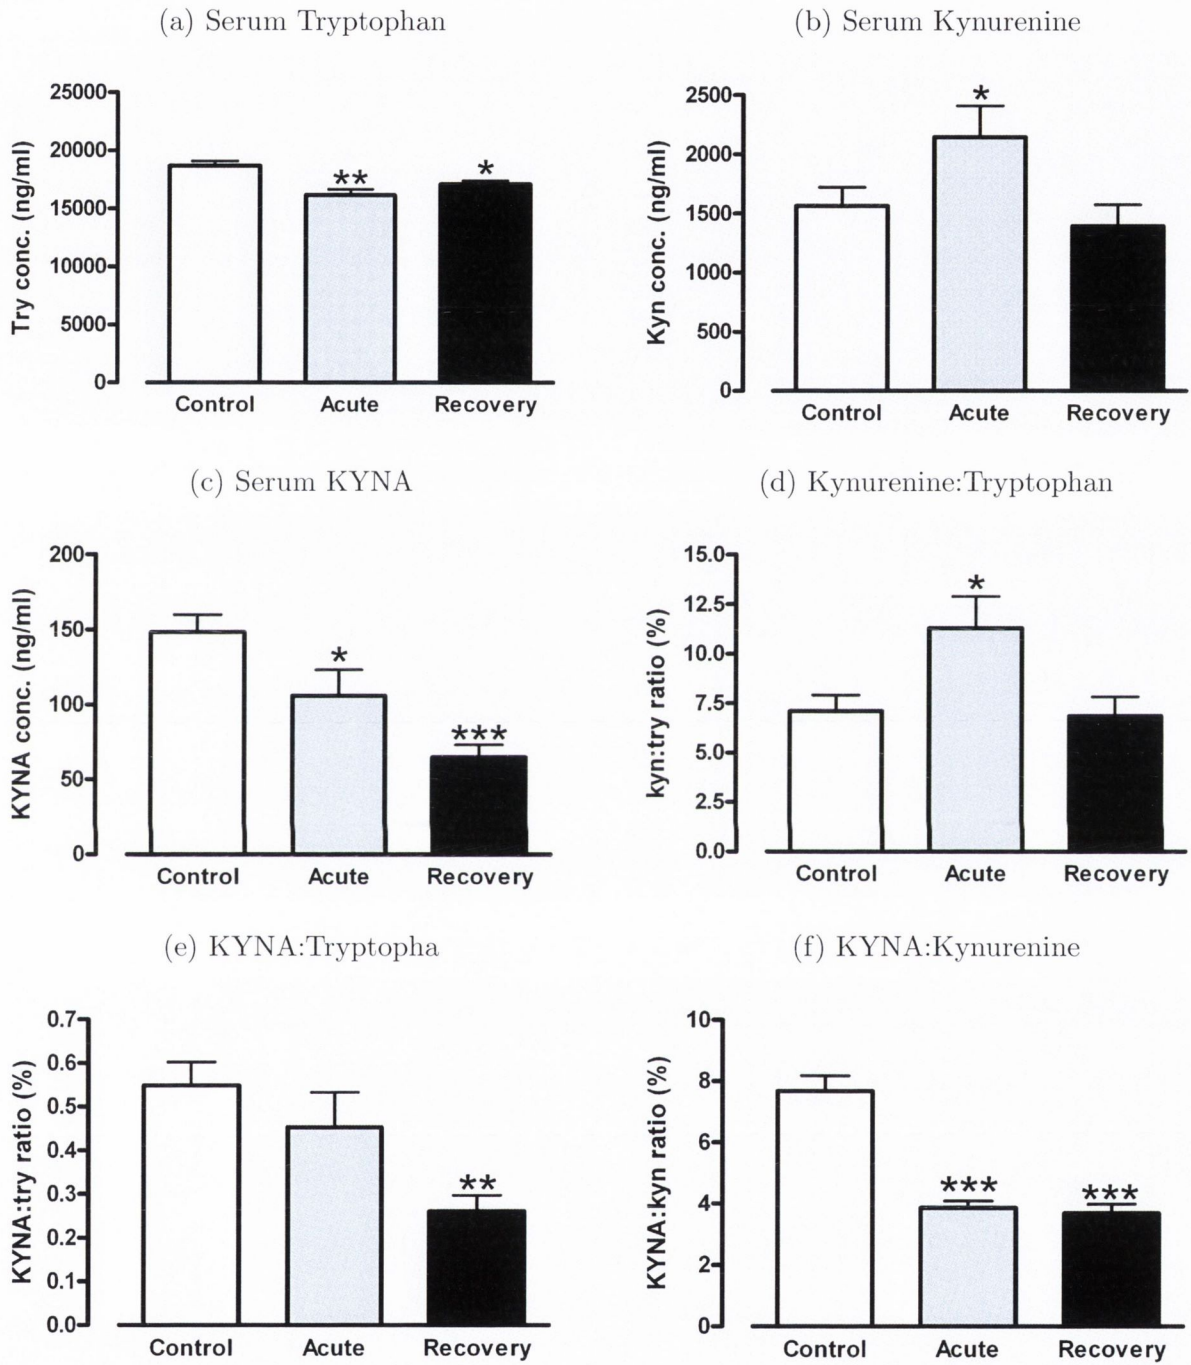 (a) Serum Tryptophan
Try conc. (ng/ml)
25000
20000
15000
10000
5000
0
**
*
Control Acute Recovery
(b) Serum Kynurenine
Kyn conc. (ng/ml)
2500
2000
1500
1000
500
0
*
Control Acute Recovery
(c) Serum KYNA
KYNA conc. (ng/ml)
200
150
100
50
0
*
***
Control Acute Recovery
(d) Kynurenine:Tryptophan
kyn:try ratio (%)
15.0
12.5
10.0
7.5
5.0
2.5
0.0
*
Control Acute Recovery
(e) KYNA:Tryptopha
KYNA:try ratio (%)
0.7
0.6
0.5
0.4
0.3
0.2
0.1
0.0
**
Control Acute Recovery
(f) KYNA:Kynurenine
KYNA:kyn ratio (%)
10
8
6
4
2
0
***
***
Control Acute Recovery